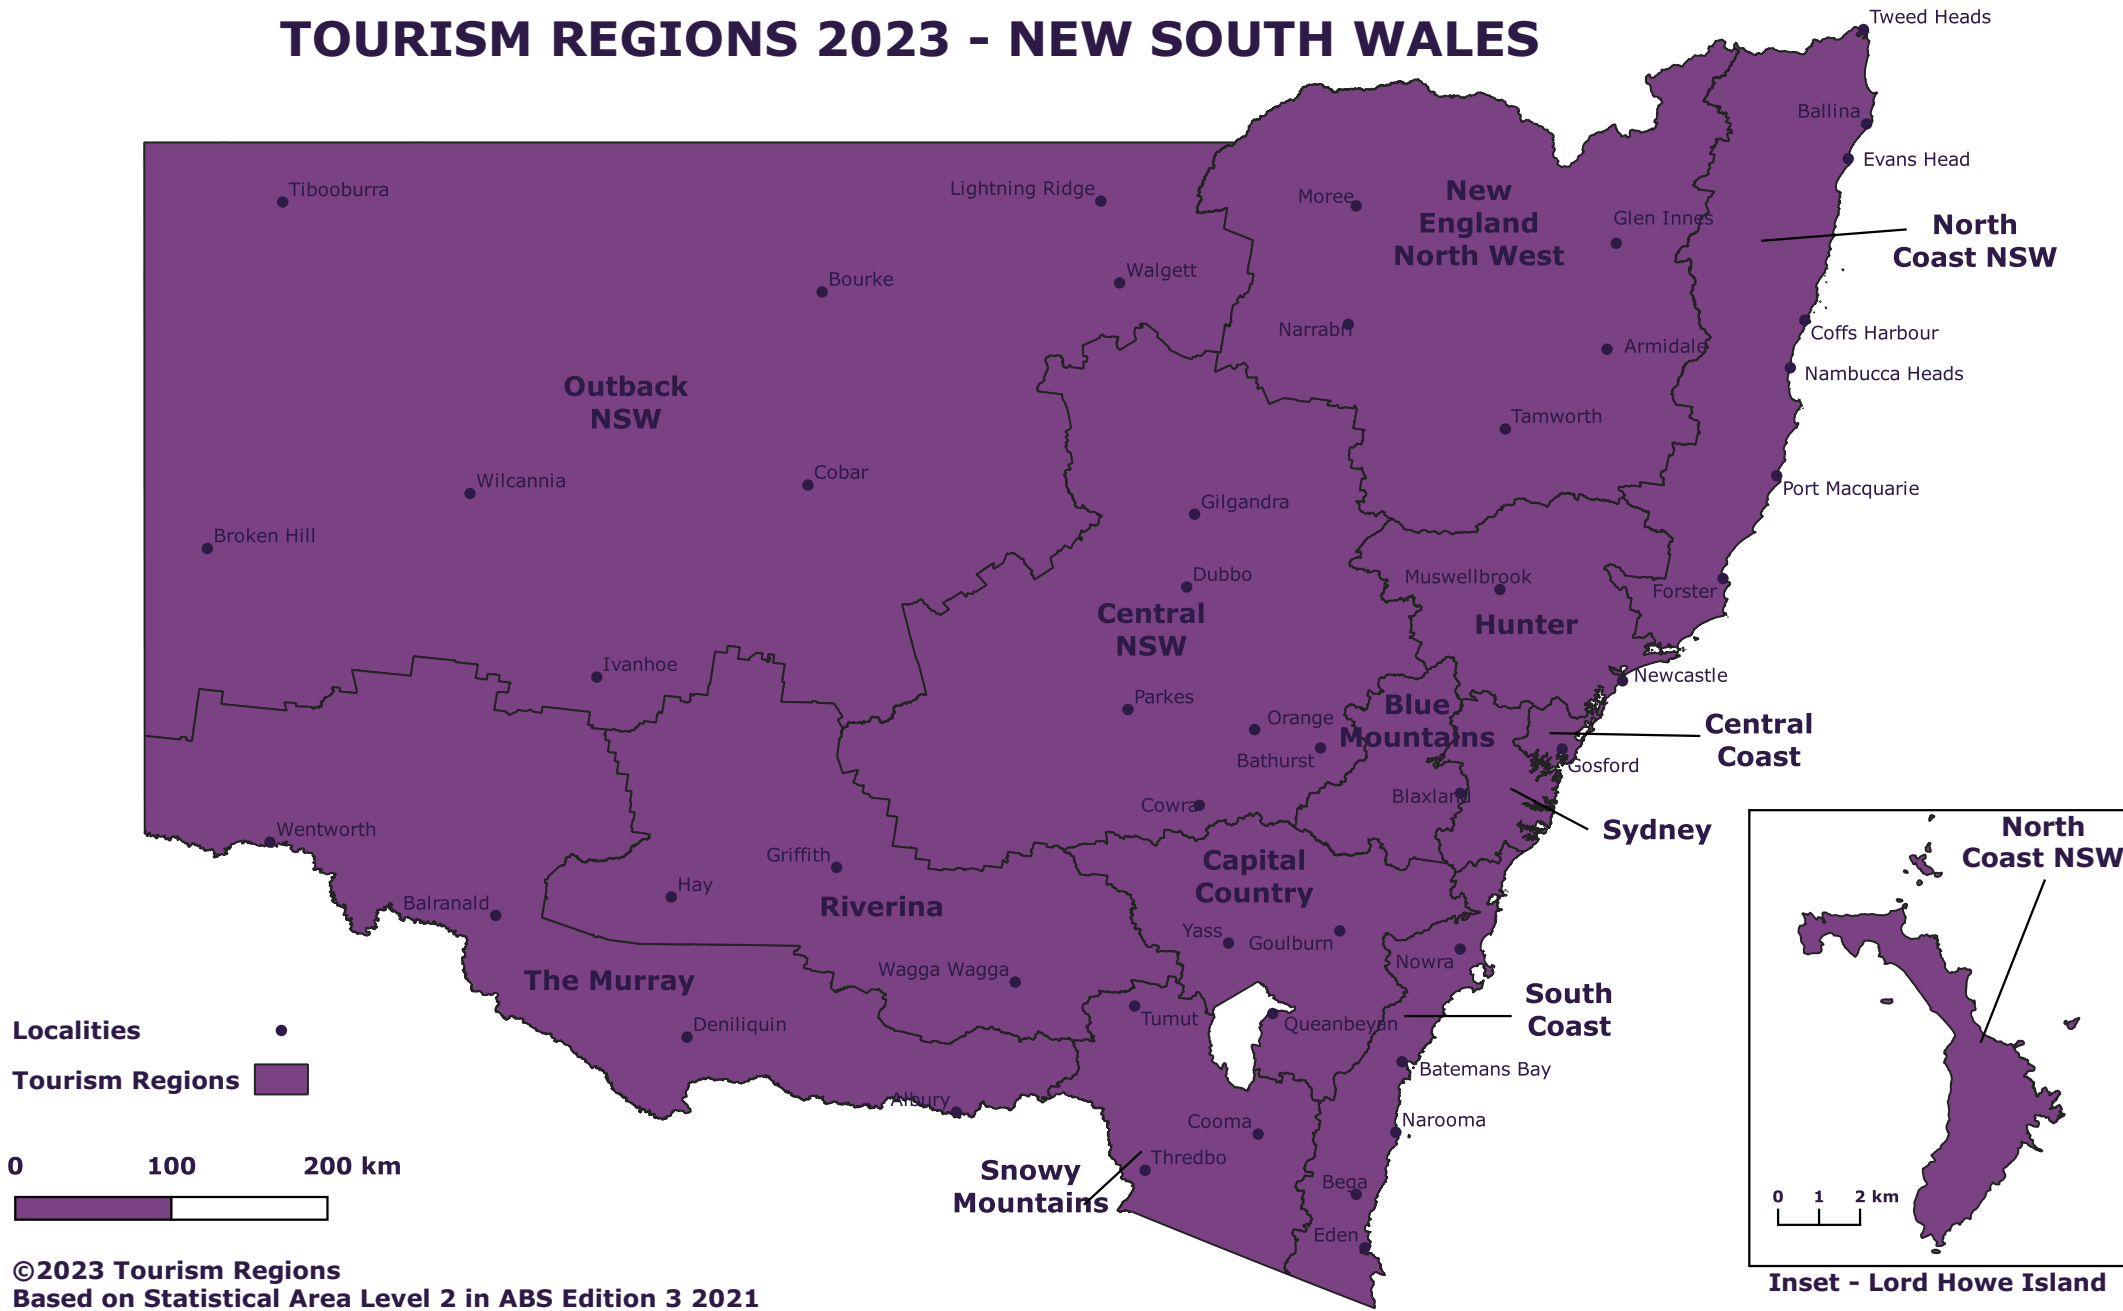 TOURISM REGIONS 2023 - NEW SOUTH WALES
Tweed Heads
Ballina
Evans Head
Tibooburra
Lightning Ridge
Moree
New
England
North West
Glen Innes
North
Coast NSW
Bourke
Walgett
Narrabri
Armidale
Coffs Harbour
Nambucca Heads
Outback
NSW
Tamworth
Wilcannia
Cobar
Gilgandra
Port Macquarie
Broken Hill
Dubbo
Muswellbrook
Forster
Central
NSW
Hunter
Ivanhoe
Newcastle
Parkes
Orange
Blue
Mountains
Central
Coast
Bathurst
Gosford
Cowra
Blaxland
Sydney
Wentworth
Griffith
Capital
Country
Hay
Balranald
Riverina
Yass
Goulburn
Nowra
Wagga Wagga
The Murray
South
Coast
Deniliquin
Tumut
Queanbeyan
Batemans Bay
Albury
Cooma
Narooma
Thredbo
Snowy
Mountains
Bega
Eden
North
Coast NSW
0 1 2 km
Inset - Lord Howe Island
Localities
Tourism Regions
0 100 200 km
©2023 Tourism Regions
Based on Statistical Area Level 2 in ABS Edition 3 2021